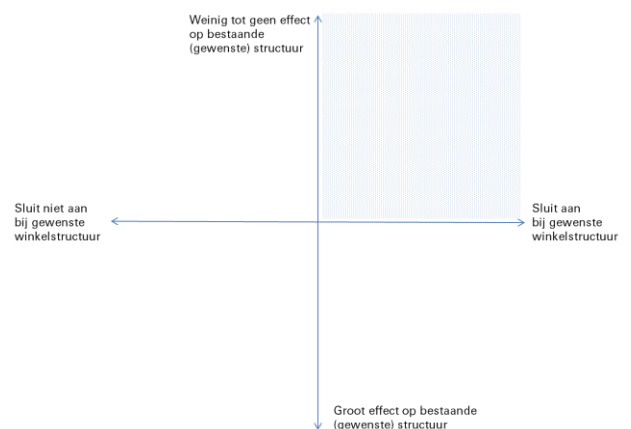 Weinig tot geen effect
op bestaande
(gewenste) structuur
Sluit niet aan
bij gewenste
winkelstructuur
Sluit aan
bij gewenste
winkelstructuur
Groot effect op bestaande
(gewenste) structuur